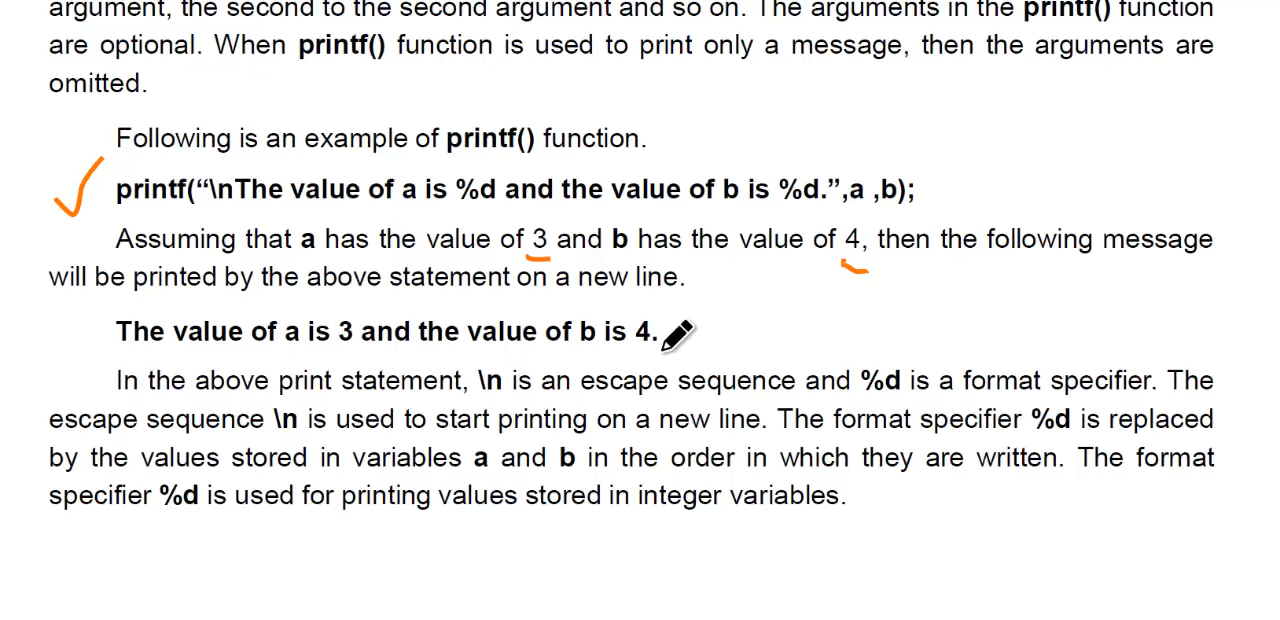 argument, the second to the second argument and so on. The arguments in the printf() function
are optional. When printf() function is used to print only a message, then the arguments are
omitted.
Following is an example of printf() function.
printf(“\nThe value of a is %d and the value of b is %d.”,a ,b);
Assuming that a has the value of 3 and b has the value of 4, then the following message
will be printed by the above statement on a new line.
The value of a is 3 and the value of b is 4.
In the above print statement, \n is an escape sequence and %d is a format specifier. The
escape sequence \n is used to start printing on a new line. The format specifier %d is replaced
by the values stored in variables a and b in the order in which they are written. The format
specifier %d is used for printing values stored in integer variables.